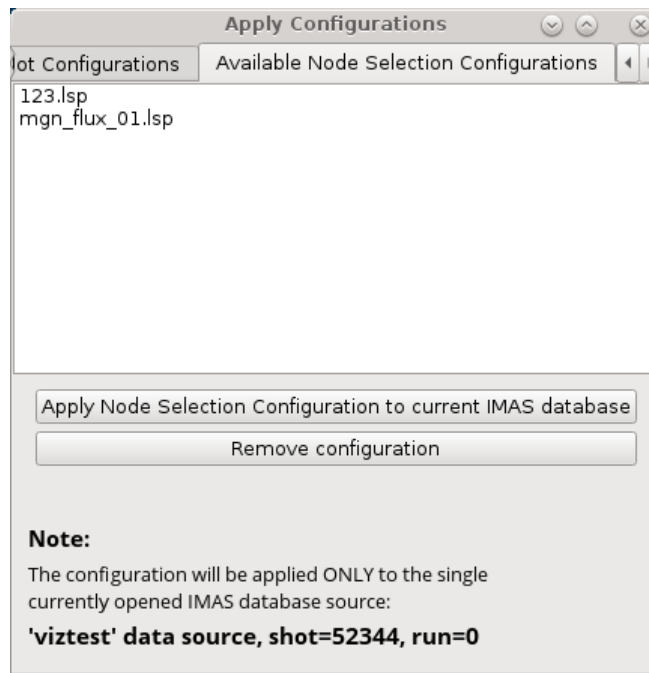 Apply Configurations
lot Configurations
Available Node Selection Configurations
123.lsp
mgn_flux_01.lsp
Apply Node Selection Configuration to current IMAS database
Remove configuration
Note:
The configuration will be applied ONLY to the single
currently opened IMAS database source:
'viztest' data source, shot=52344, run=0